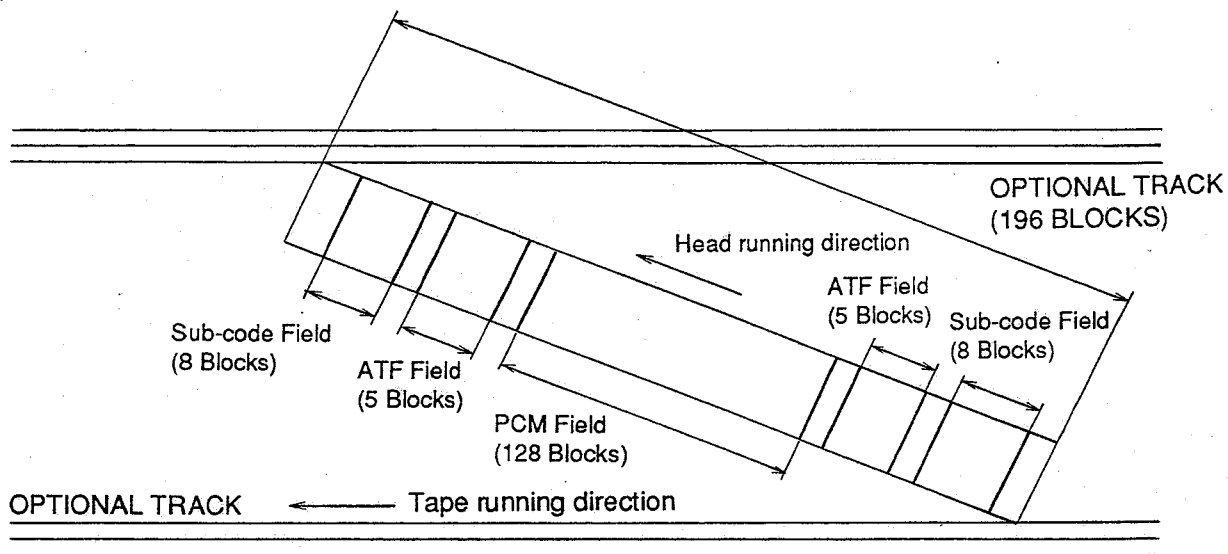 OPTIONAL TRACK
(196 BLOCKS)
Head running direction
ATF Field
(5 Blocks)
Sub-code Field
(8 Blocks)
Sub-code Field
(8 Blocks)
ATF Field
(5 Blocks)
PCM Field
(128 Blocks)
OPTIONAL TRACK
Tape running direction